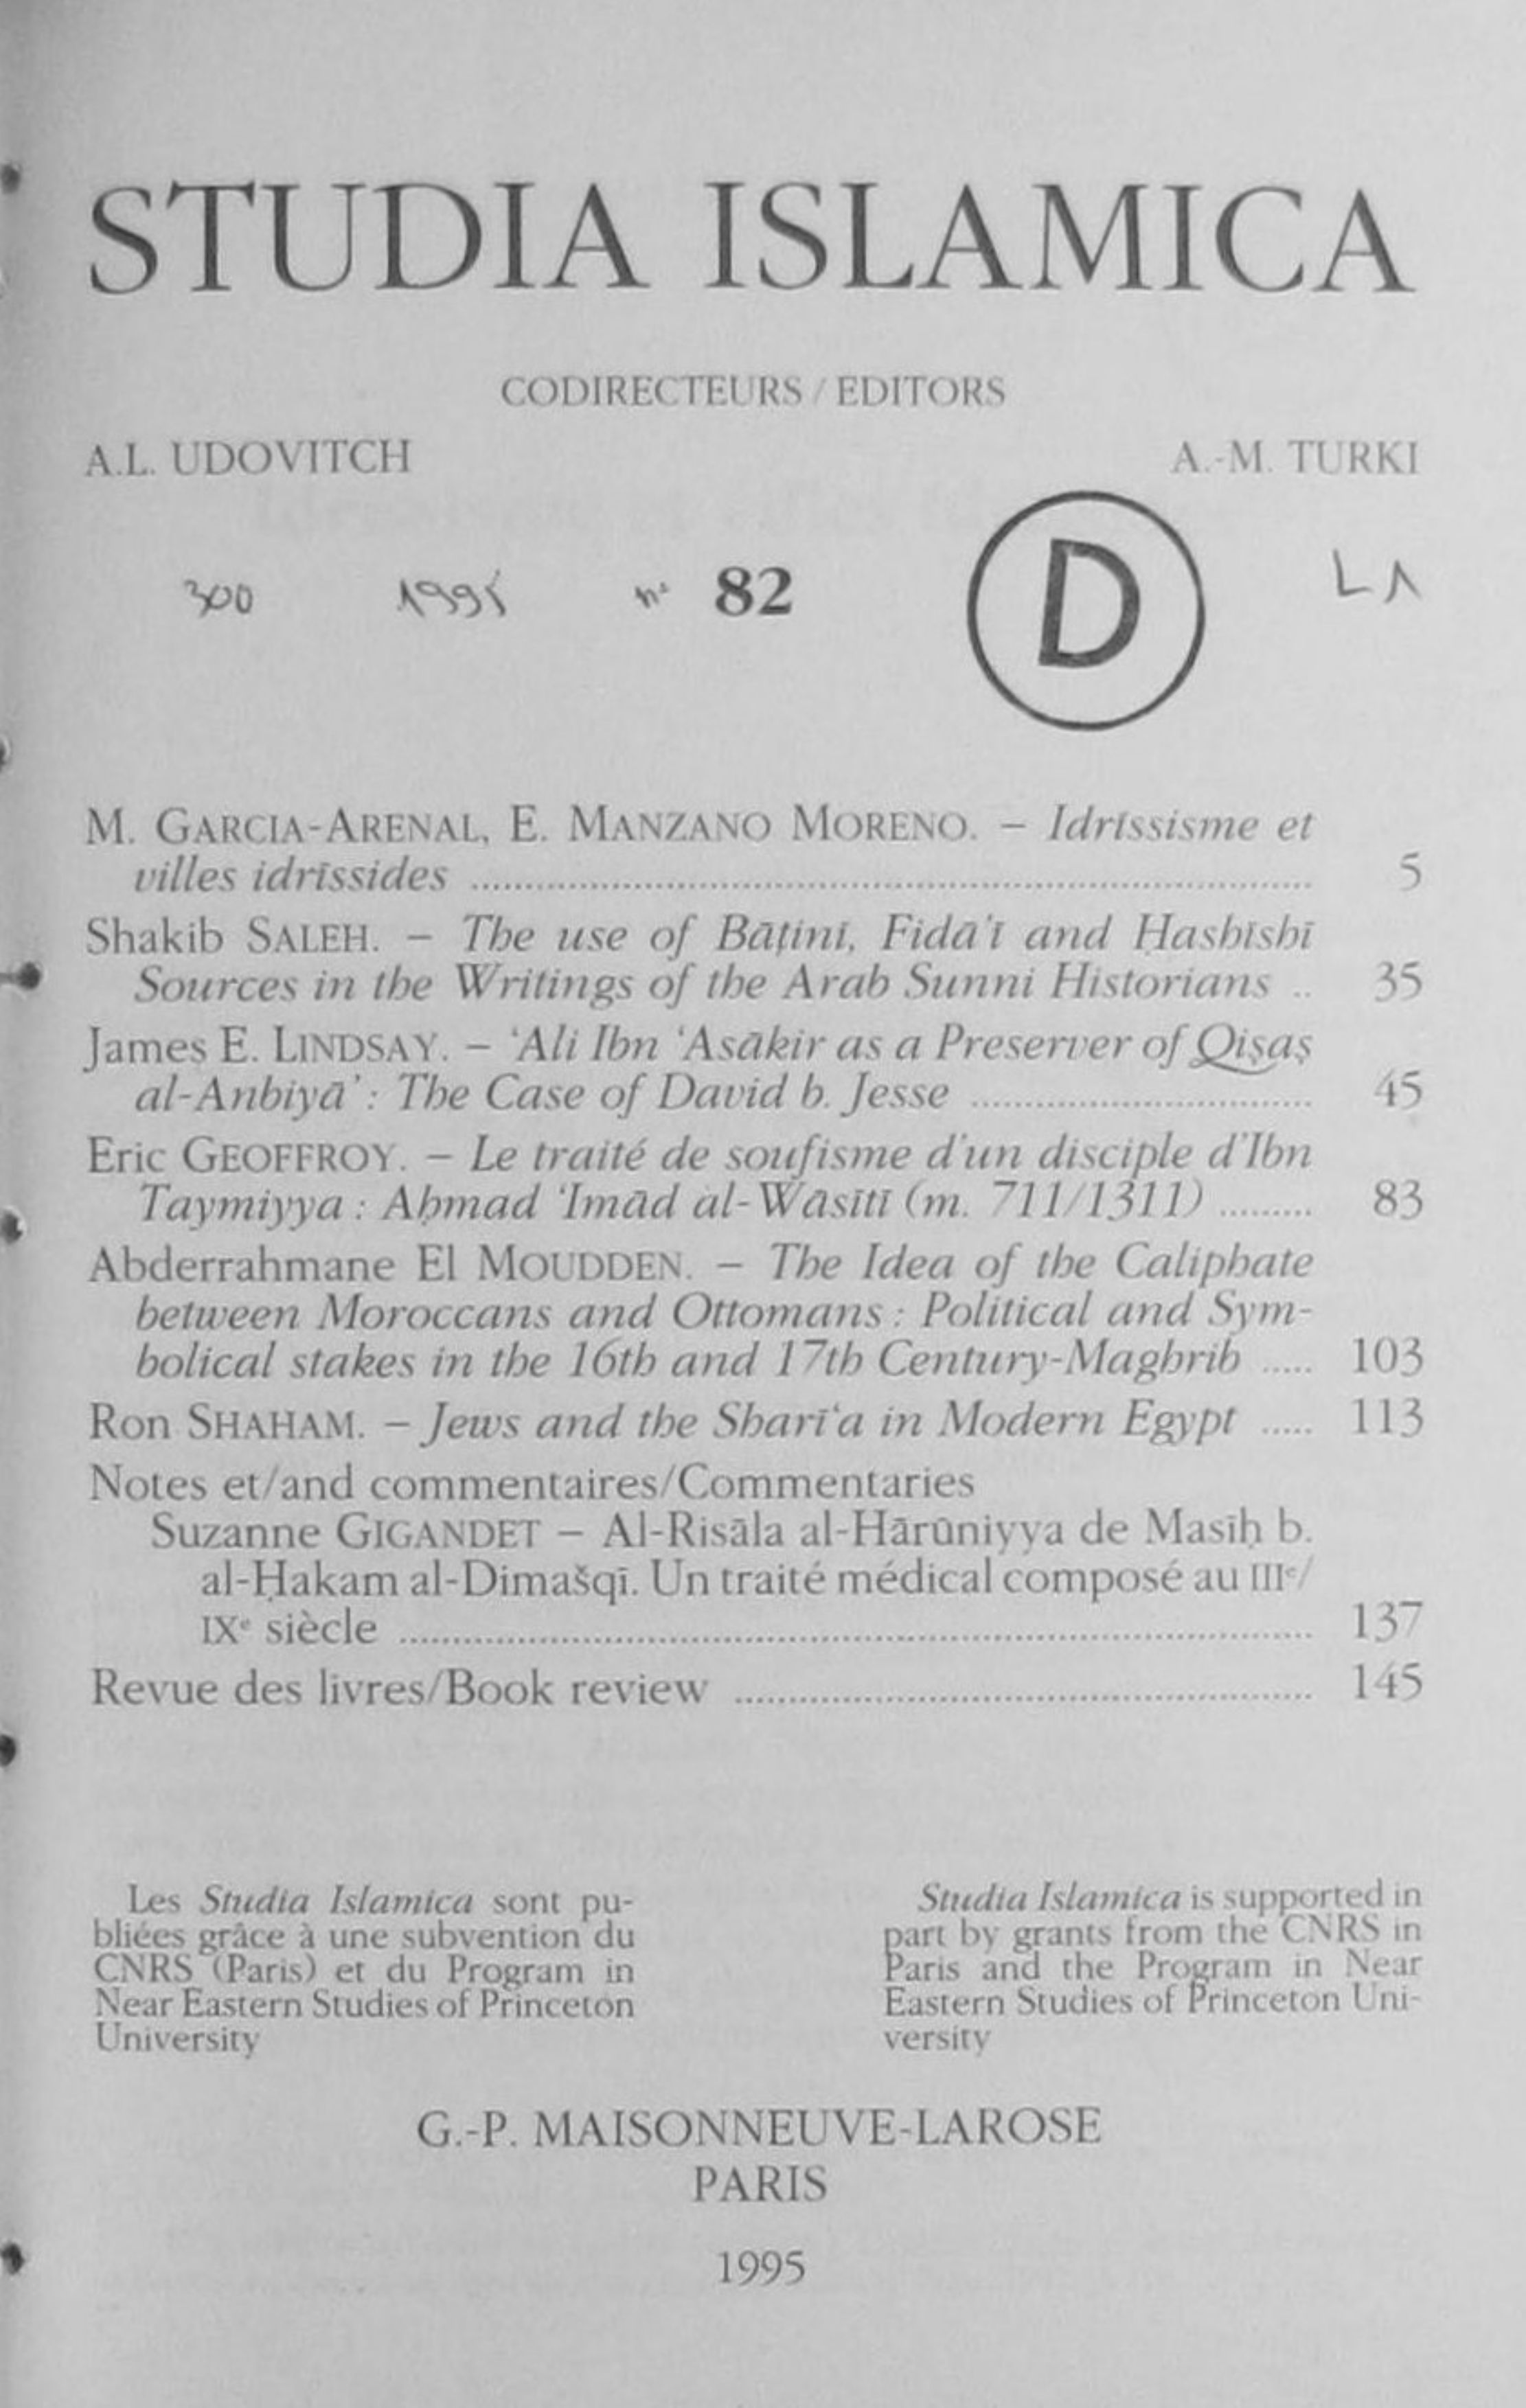 STUDIA ISLAMICA
CODIRECTEURS / EDITORS
A.L. UDOVITCH A.-M. TURKI
300 1995 n° 82 D
M. GARCIA-ARENAL, E. MANZANO MORENO. – Idrīssisme et
villes idrīssides ........ 5
Shakib SALEH. – The use of Bāṭinī, Fidā'ī and Ḥashīshī
Sources in the Writings of the Arab Sunni Historians .. 35
James E. LINDSAY. – ‘Ali Ibn ‘Asākir as a Preserver of Qiṣaṣ
al-Anbiyā’ : The Case of David b. Jesse ........ 45
Eric GEOFFROY. – Le traité de soufisme d'un disciple d'Ibn
Taymiyya : Aḥmad ‘Imād al-Wāsiṭī (m. 711/1311) ......... 83
Abderrahmane El MOUDDEN. – The Idea of the Caliphate
between Moroccans and Ottomans : Political and Sym-
bolical stakes in the 16th and 17th Century-Maghrib ..... 103
Ron SHAHAM. – Jews and the Sharī‘a in Modern Egypt ..... 113
Notes et/and commentaires/Commentaries
Suzanne GIGANDET – Al-Risāla al-Hārūniyya de Masīḥ b.
al-Ḥakam al-Dimašqī. Un traité médical composé au IIIe/
IXe siècle ........ 137
Revue des livres/Book review ........ 145
Les Studia Islamica sont pu-
bliées grâce à une subvention du
CNRS (Paris) et du Program in
Near Eastern Studies of Princeton
University
Studia Islamica is supported in
part by grants from the CNRS in
Paris and the Program in Near
Eastern Studies of Princeton Uni-
versity
G.-P. MAISONNEUVE-LAROSE
PARIS
1995